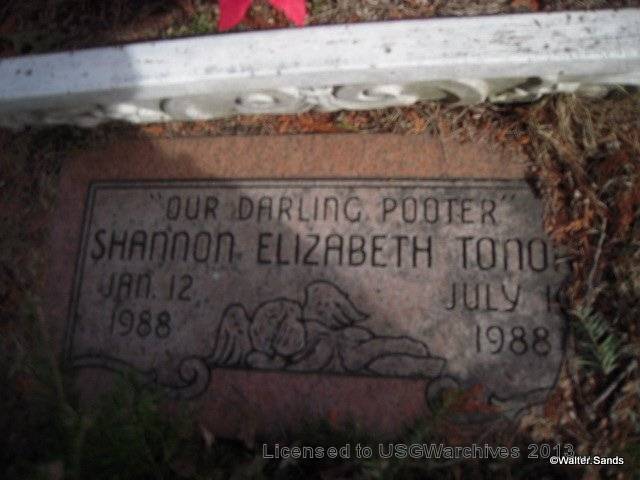 "OUR DARLING POOTER"
SHANNON ELIZABETH
JAN. 12, JULY
1988 1988
Licensed to USGWarchives 2013
©Walter.Sands